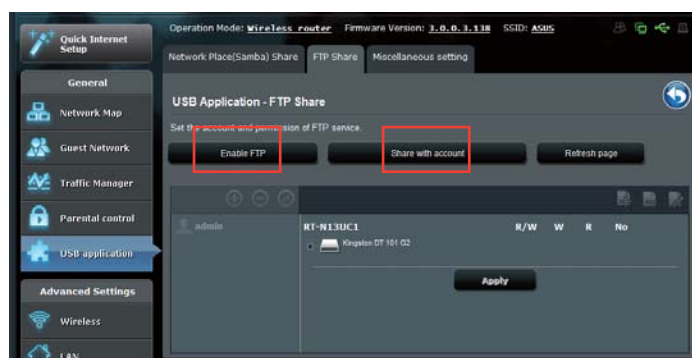 Quick Internet
Setup
General
Network Map
Guest Network
Traffic Manager
Parental control
USB application
Advanced Settings
Wireless
LAN
Operation Mode: Wireless router Firmware Version: 1.0.0.3.138 SSID: ASUS
Network Place(Samba) Share FTP Share Miscellaneous setting
USB Application - FTP Share
Set the account and permission of FTP service.
Enable FTP Share with account Refresh page
admin
RT-N13UC1 R/W W R No
Kingston DT 101 G2
Apply